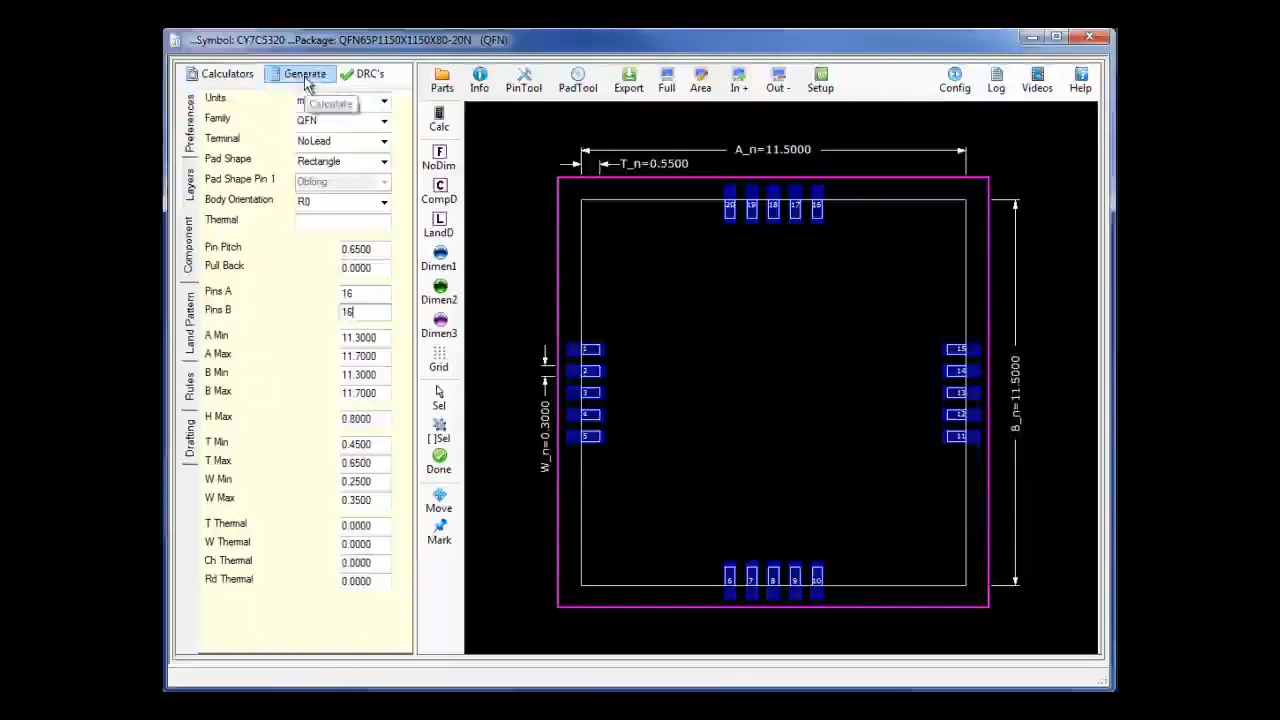 ...Symbol: CY7C5320 ...Package: QFN65P1150X1150X80-20N (QFN)
Calculators
Generate
DRC's
Calculate
Preferences
Layers
Component
Land Pattern
Rules
Drafting
Units m
Family QFN
Terminal NoLead
Pad Shape Rectangle
Pad Shape Pin 1 Oblong
Body Orientation R0
Thermal
Pin Pitch 0.6500
Pull Back 0.0000
Pins A 16
Pins B 16
A Min 11.3000
A Max 11.7000
B Min 11.3000
B Max 11.7000
H Max 0.8000
T Min 0.4500
T Max 0.6500
W Min 0.2500
W Max 0.3500
T Thermal 0.0000
W Thermal 0.0000
Ch Thermal 0.0000
Rd Thermal 0.0000
Parts Info PinTool PadTool Export Full Area In + Out - Setup Config Log Videos Help
Calc
F
NoDim
C
CompD
L
LandD
Dimen1
Dimen2
Dimen3
Grid
Sel
[ ]Sel
Done
Move
Mark
A_n=11.5000
T_n=0.5500
20 19 18 17 16
1 15
2 14
3 13
4 12
5 11
W_n=0.3000
B_n=11.5000
6 7 8 9 10